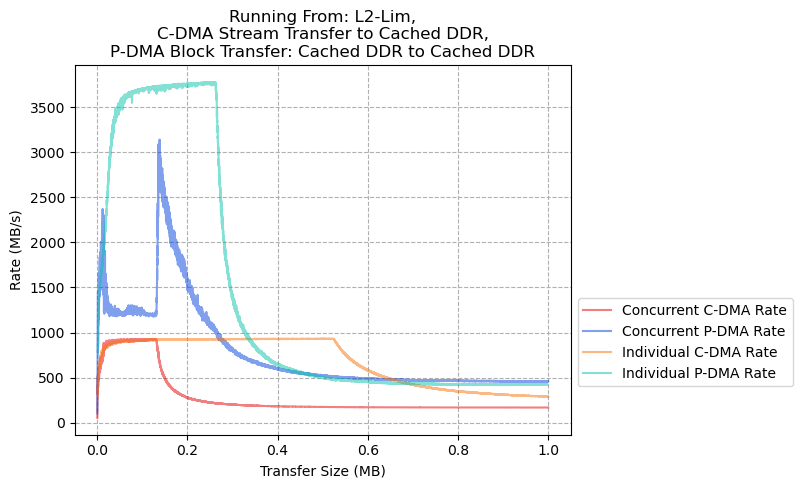 Running From: L2-Lim,
C-DMA Stream Transfer to Cached DDR,
P-DMA Block Transfer: Cached DDR to Cached DDR
Rate (MB/s)
3500
3000
2500
2000
1500
1000
500
0
0.0 0.2 0.4 0.6 0.8 1.0
Transfer Size (MB)
Concurrent C-DMA Rate
Concurrent P-DMA Rate
Individual C-DMA Rate
Individual P-DMA Rate